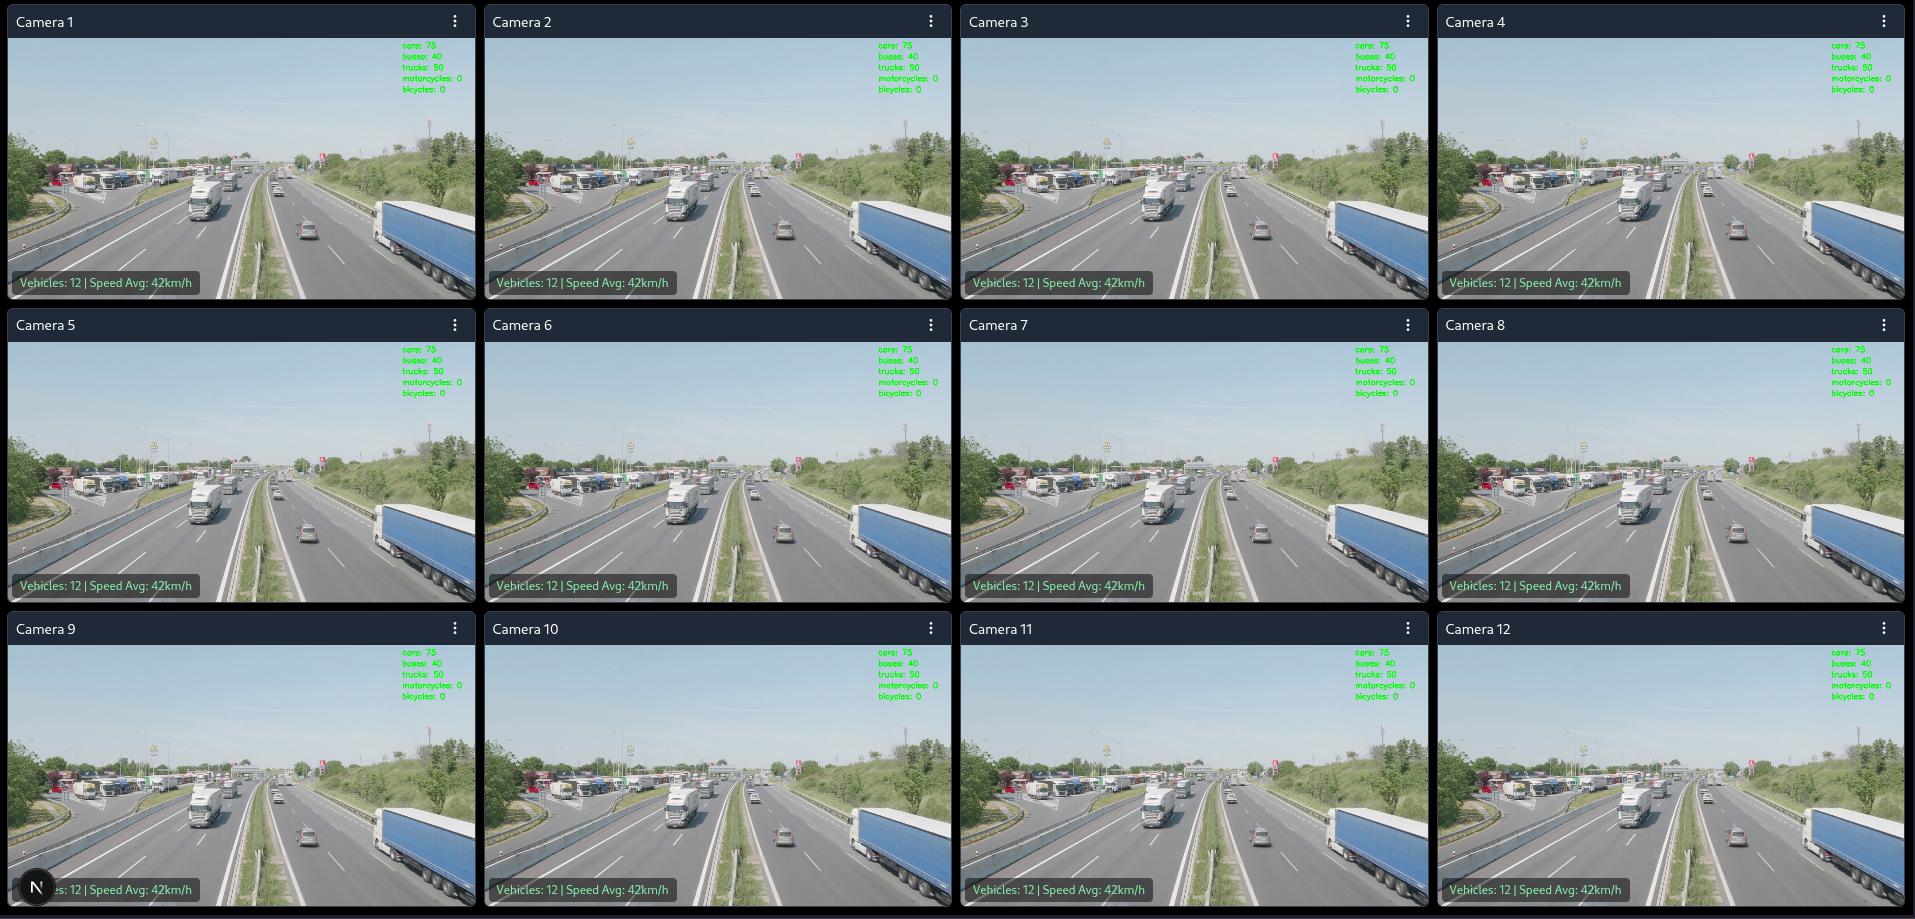 Camera 1
cars: 75
buses: 40
trucks: 50
motorcycles: 0
bicycles: 0
Vehicles: 12 | Speed Avg: 42km/h
Camera 2
cars: 75
buses: 40
trucks: 50
motorcycles: 0
bicycles: 0
Vehicles: 12 | Speed Avg: 42km/h
Camera 3
cars: 75
buses: 40
trucks: 50
motorcycles: 0
bicycles: 0
Vehicles: 12 | Speed Avg: 42km/h
Camera 4
cars: 75
buses: 40
trucks: 50
motorcycles: 0
bicycles: 0
Vehicles: 12 | Speed Avg: 42km/h
Camera 5
cars: 75
buses: 40
trucks: 50
motorcycles: 0
bicycles: 0
Vehicles: 12 | Speed Avg: 42km/h
Camera 6
cars: 75
buses: 40
trucks: 50
motorcycles: 0
bicycles: 0
Vehicles: 12 | Speed Avg: 42km/h
Camera 7
cars: 75
buses: 40
trucks: 50
motorcycles: 0
bicycles: 0
Vehicles: 12 | Speed Avg: 42km/h
Camera 8
cars: 75
buses: 40
trucks: 50
motorcycles: 0
bicycles: 0
Vehicles: 12 | Speed Avg: 42km/h
Camera 9
cars: 75
buses: 40
trucks: 50
motorcycles: 0
bicycles: 0
N es: 12 | Speed Avg: 42km/h
Camera 10
cars: 75
buses: 40
trucks: 50
motorcycles: 0
bicycles: 0
Vehicles: 12 | Speed Avg: 42km/h
Camera 11
cars: 75
buses: 40
trucks: 50
motorcycles: 0
bicycles: 0
Vehicles: 12 | Speed Avg: 42km/h
Camera 12
cars: 75
buses: 40
trucks: 50
motorcycles: 0
bicycles: 0
Vehicles: 12 | Speed Avg: 42km/h